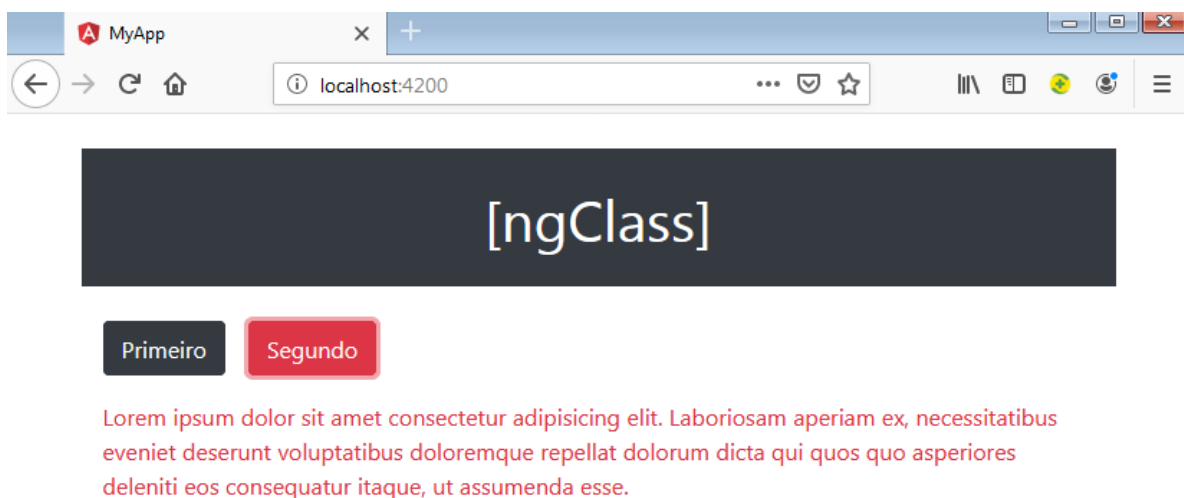 MyApp
localhost:4200
[ngClass]
Primeiro Segundo
Lorem ipsum dolor sit amet consectetur adipisicing elit. Laboriosam aperiam ex, necessitatibus
eveniet deserunt voluptatibus doloremque repellat dolorum dicta qui quos quo asperiores
deleniti eos consequatur itaque, ut assumenda esse.